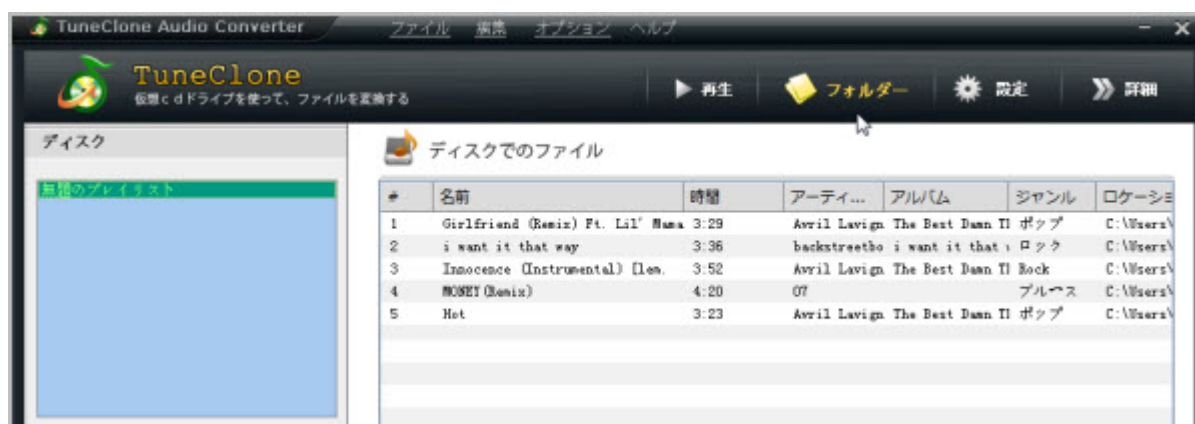 TuneClone Audio Converter ファイル 編集 オプション ヘルプ
TuneClone
仮想cdドライブを使って、ファイルを変換する
再生 フォルダー 設定 詳細
ディスク
ディスクでのファイル
無題のプレイリスト
# 名前 時間 アーティ... アルバム ジャンル ロケーショ
1 Girlfriend (Remix) Ft. Lil' Mama 3:29 Avril Lavign The Best Damn Tl ポップ C:\Users\
2 i want it that way 3:36 backstreetbo i want it that ロック C:\Users\
3 Innocence (Instrumental) [lem. 3:52 Avril Lavign The Best Damn Tl Rock C:\Users\
4 MONEY(Remix) 4:20 07 ブルース C:\Users\
5 Hot 3:23 Avril Lavign The Best Damn Tl ポップ C:\Users\